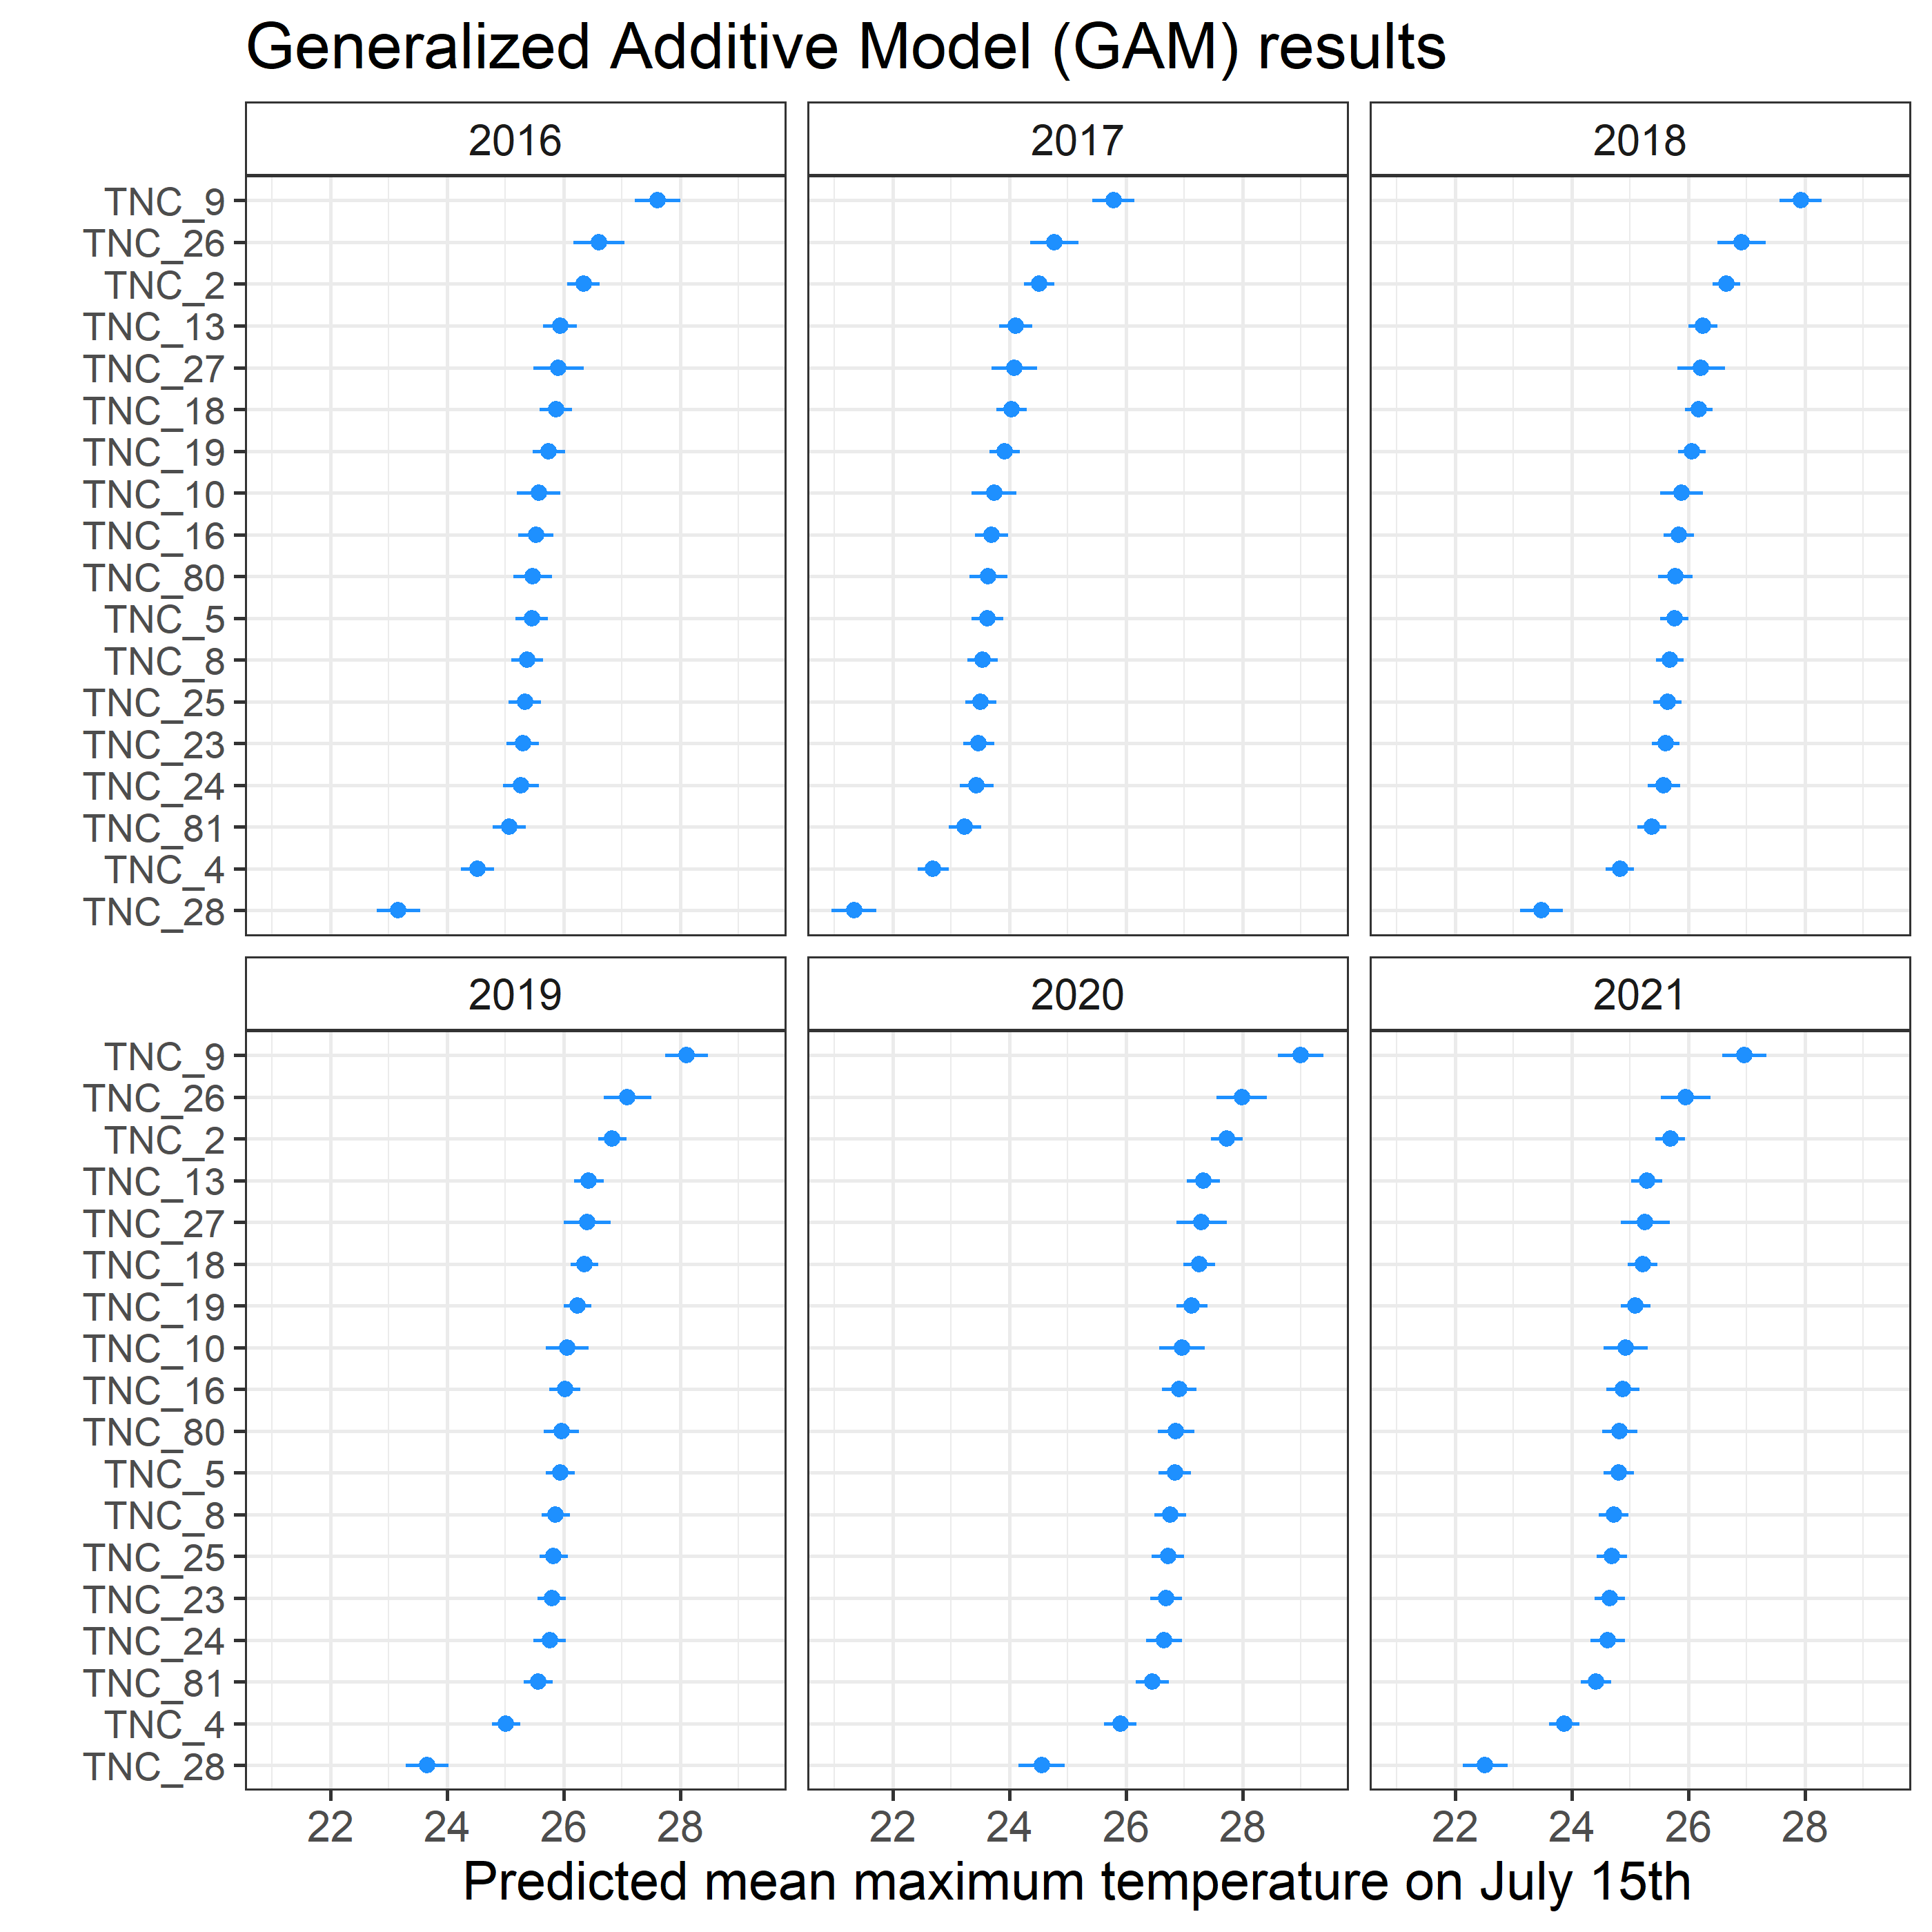 Generalized Additive Model (GAM) results
2016 2017 2018
TNC_9
TNC_26
TNC_2
TNC_13
TNC_27
TNC_18
TNC_19
TNC_10
TNC_16
TNC_80
TNC_5
TNC_8
TNC_25
TNC_23
TNC_24
TNC_81
TNC_4
TNC_28
2019 2020 2021
TNC_9
TNC_26
TNC_2
TNC_13
TNC_27
TNC_18
TNC_19
TNC_10
TNC_16
TNC_80
TNC_5
TNC_8
TNC_25
TNC_23
TNC_24
TNC_81
TNC_4
TNC_28
22 24 26 28 22 24 26 28 22 24 26 28
Predicted mean maximum temperature on July 15th